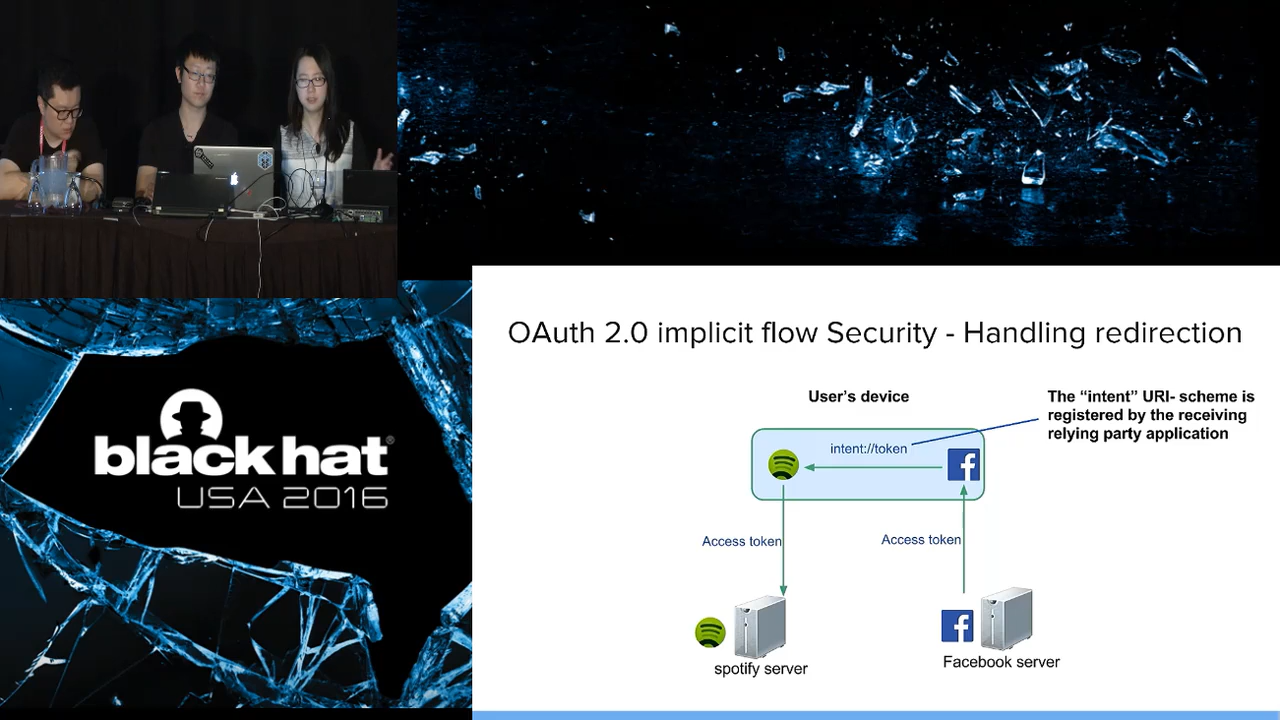 black hat®
USA 2016
OAuth 2.0 implicit flow Security - Handling redirection
User's device
The “intent” URI- scheme is
registered by the receiving
relying party application
intent://token
Access token
Access token
spotify server
Facebook server